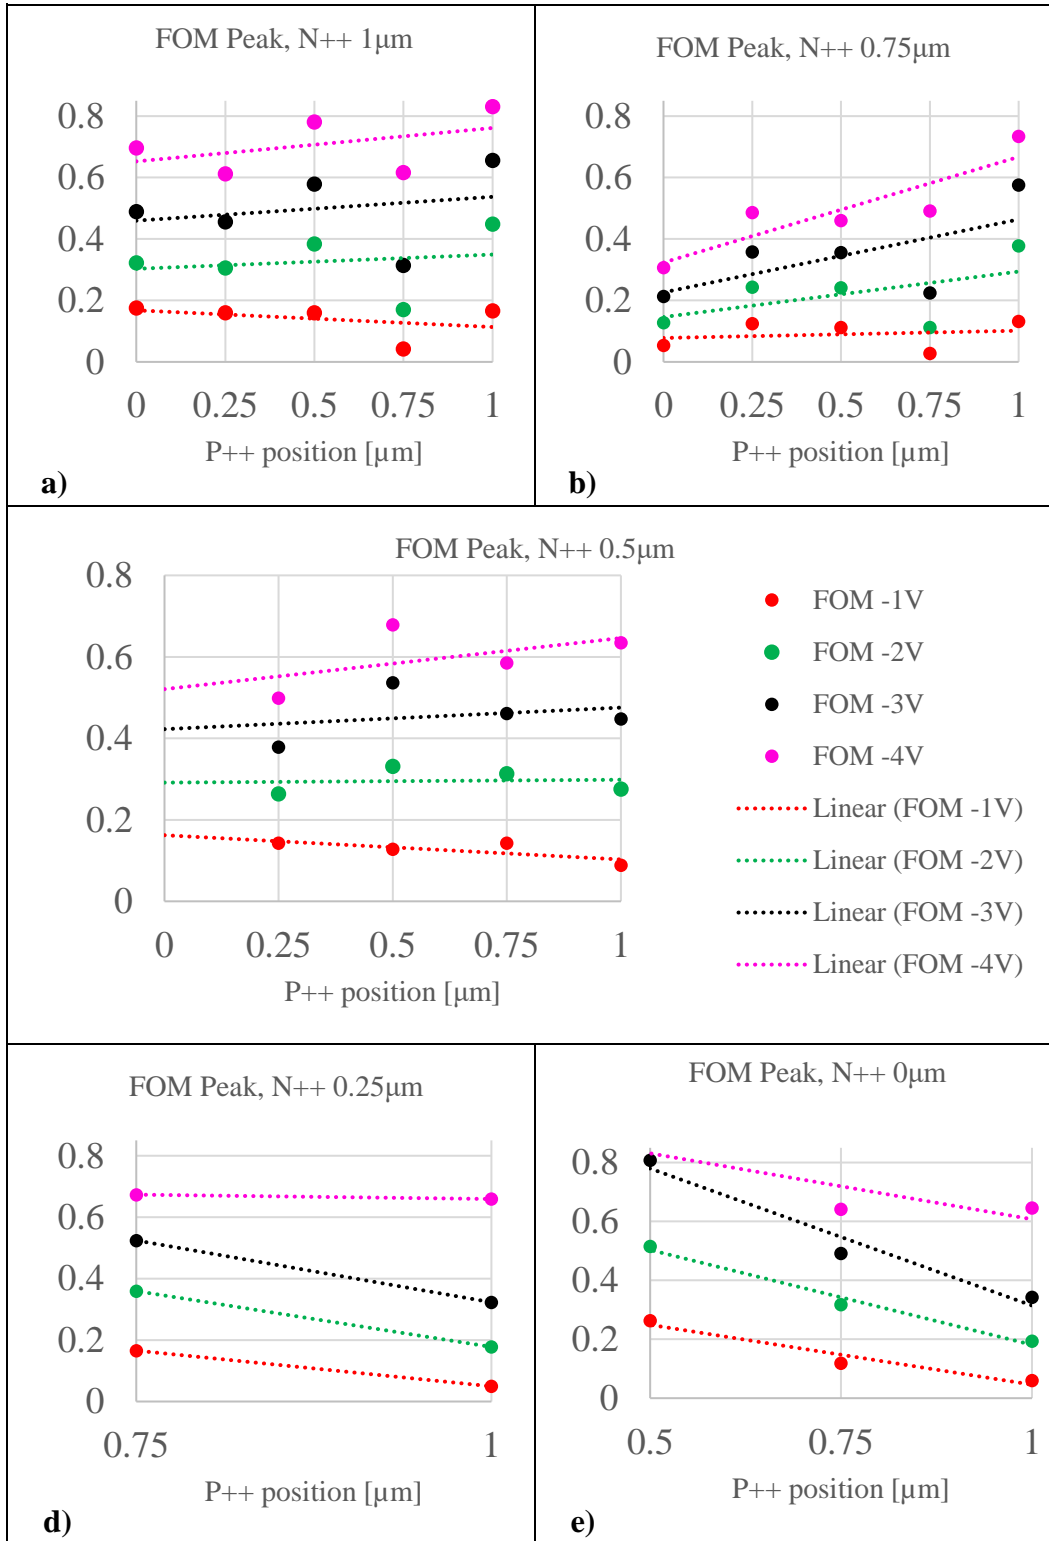 FOM Peak, N++ 1μm
0.8
0.6
0.4
0.2
0
0 0.25 0.5 0.75 1
P++ position [μm]
a)
FOM Peak, N++ 0.75μm
0.8
0.6
0.4
0.2
0
0 0.25 0.5 0.75 1
P++ position [μm]
b)
FOM Peak, N++ 0.5μm
0.8
0.6
0.4
0.2
0
0 0.25 0.5 0.75 1
P++ position [μm]
FOM -1V
FOM -2V
FOM -3V
FOM -4V
Linear (FOM -1V)
Linear (FOM -2V)
Linear (FOM -3V)
Linear (FOM -4V)
FOM Peak, N++ 0.25μm
0.8
0.6
0.4
0.2
0
0.75 1
P++ position [μm]
d)
FOM Peak, N++ 0μm
0.8
0.6
0.4
0.2
0
0.5 0.75 1
P++ position [μm]
e)